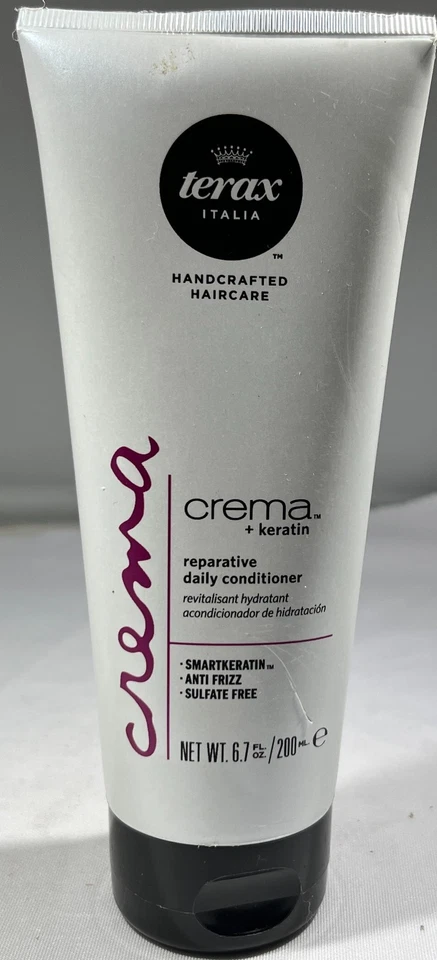 terax
ITALIA
™
HANDCRAFTED
HAIRCARE
crema
crema™
+ keratin
reparative
daily conditioner
revitalisant hydratant
acondicionador de hidratación
· SMARTKERATIN™
· ANTI FRIZZ
· SULFATE FREE
NET WT. 6.7 FL. OZ. / 200 ML. ℮